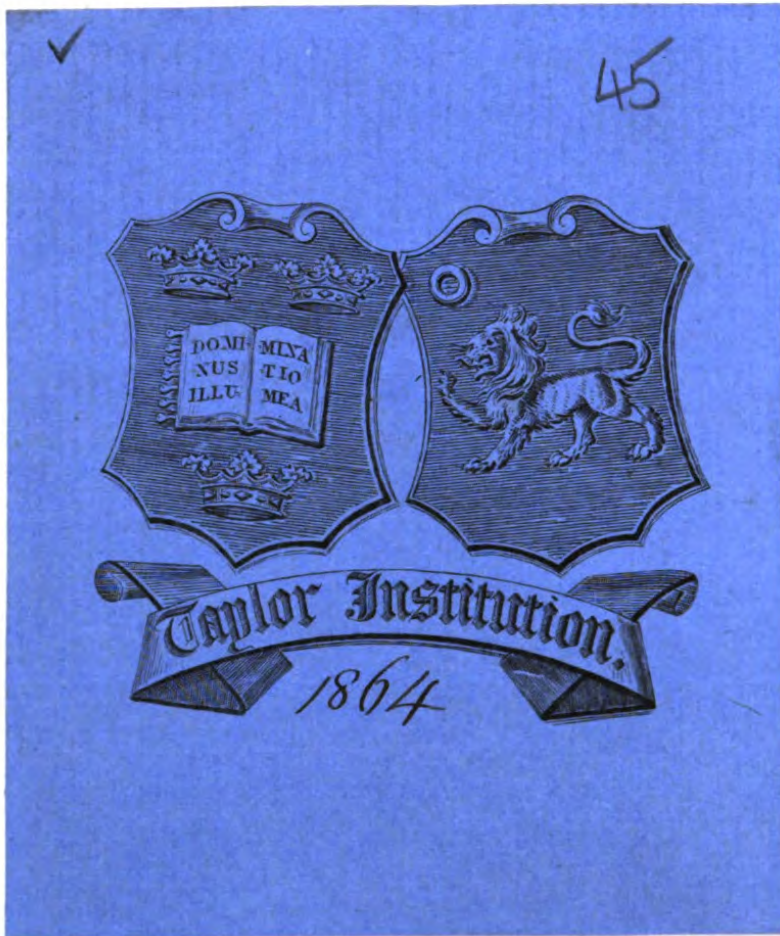 45
DOMI MINA
NUS TIO
ILLU MEA
Taylor Institution.
1864